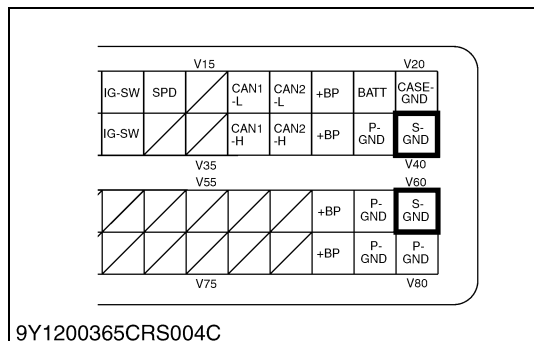 V15 V20
IG-SW SPD CAN1 -L CAN2 -L +BP BATT CASE- GND
IG-SW CAN1 -H CAN2 -H +BP P- GND S- GND
V35 V40
V55 V60
+BP P- GND S- GND
+BP P- GND P- GND
V75 V80
9Y1200365CRS004C